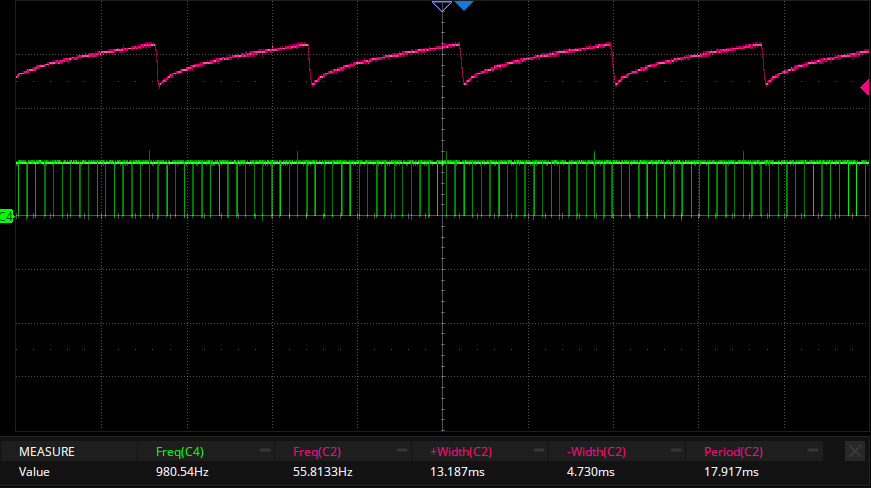 C4
MEASURE Freq(C4) Freq(C2) +Width(C2) -Width(C2) Period(C2)
Value 980.54Hz 55.8133Hz 13.187ms 4.730ms 17.917ms